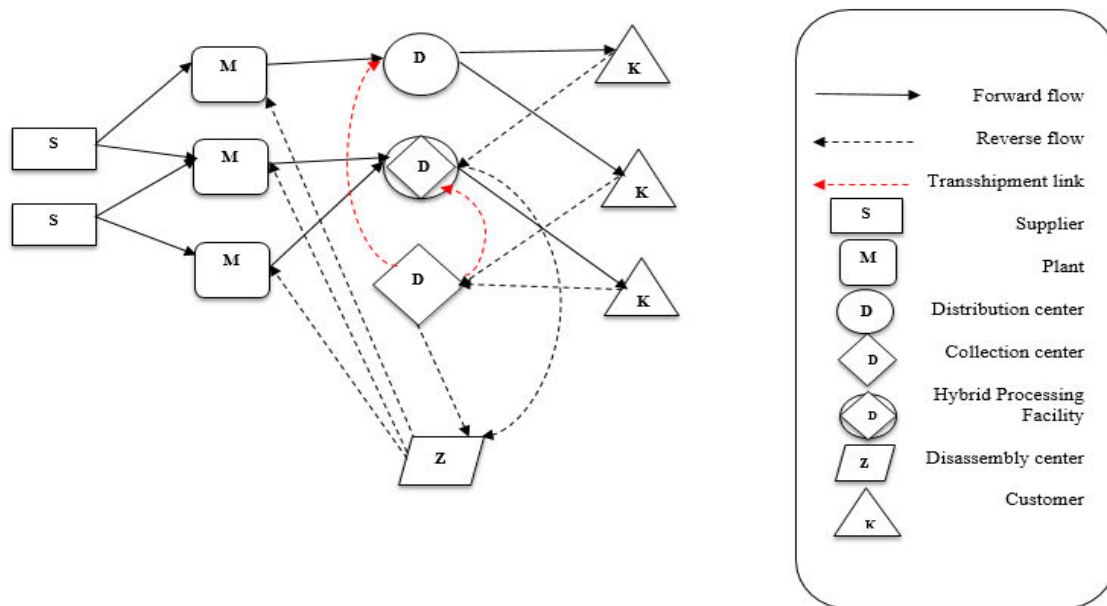 M
D
K
S
M
D
K
S
M
D
K
Z
Forward flow
Reverse flow
Transshipment link
S
Supplier
M
Plant
D
Distribution center
D
Collection center
D
Hybrid Processing
Facility
Z
Disassembly center
K
Customer